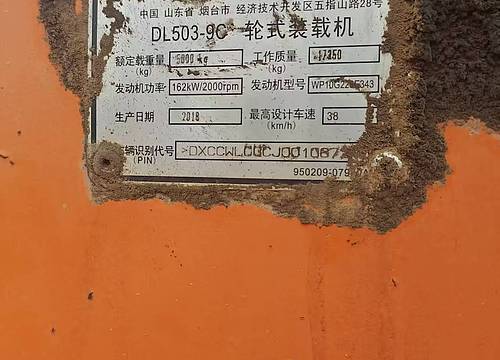 中国 山东省 烟台市 经济技术开发区五指山路28号
DL503-9C 轮式装载机
额定载重量 (kg) 5000 kg 工作质量 (kg) 17350
发动机功率 162kW/2000rpm 发动机型号
生产日期 2018 最高设计车速 (km/h) 38
车辆识别代号 (PIN)
950209-079